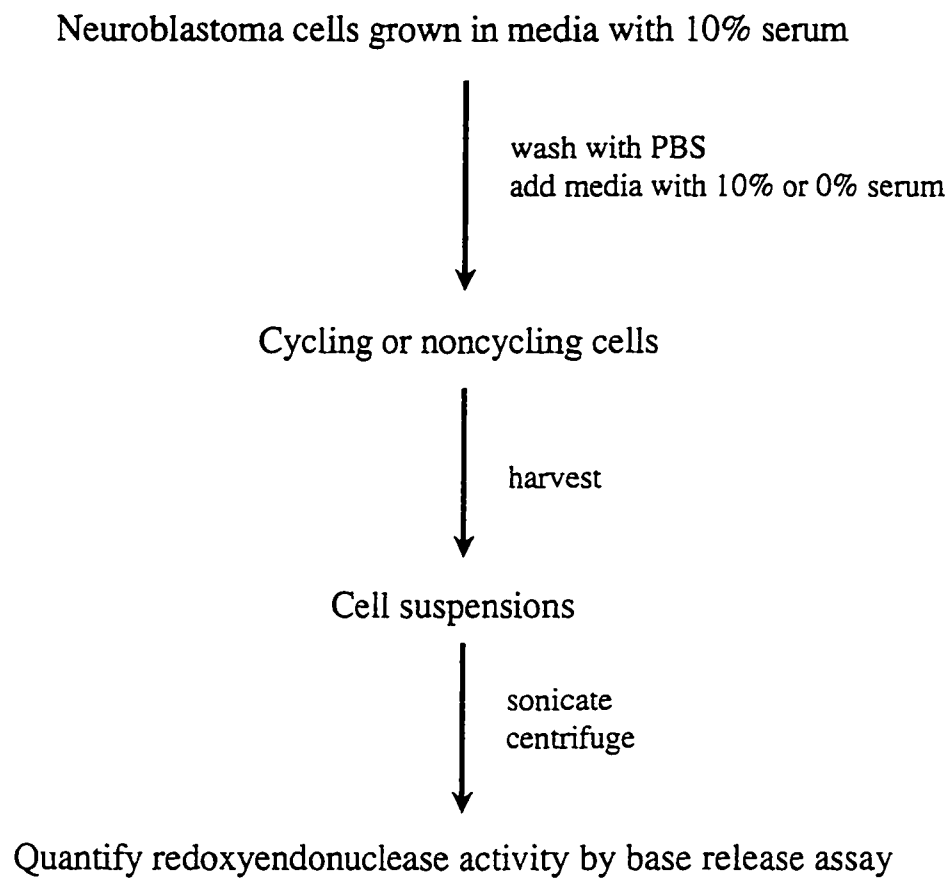 Neuroblastoma cells grown in media with 10% serum
wash with PBS
add media with 10% or 0% serum
Cycling or noncycling cells
harvest
Cell suspensions
sonicate
centrifuge
Quantify redoxyendonuclease activity by base release assay